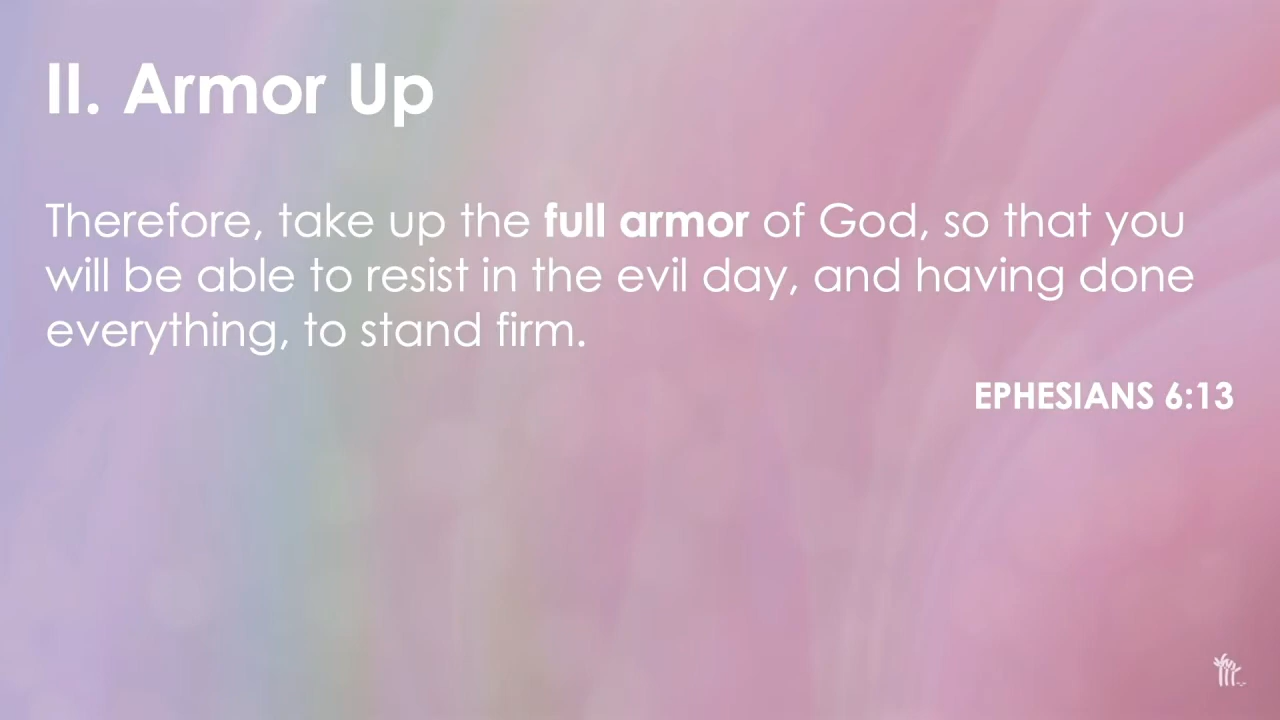 II. Armor Up
Therefore, take up the full armor of God, so that you
will be able to resist in the evil day, and having done
everything, to stand firm.
EPHESIANS 6:13